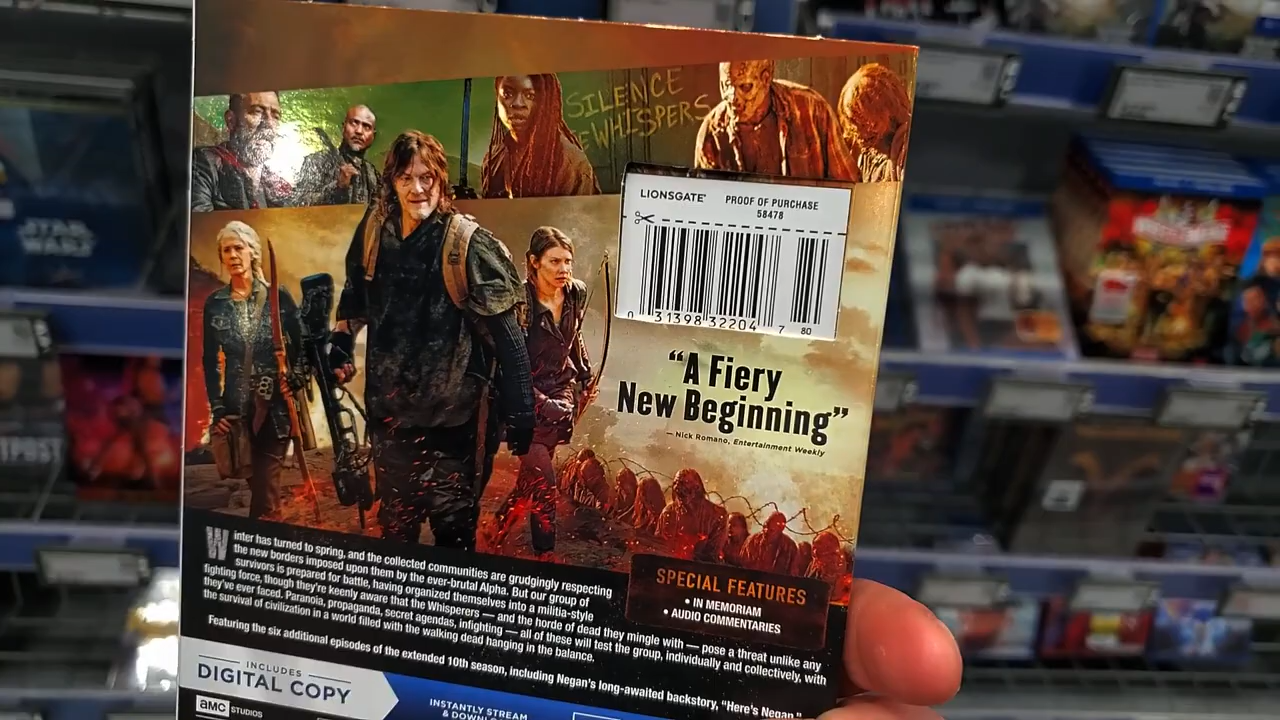 SILENCE
WHISPERS
LIONSGATE
PROOF OF PURCHASE
58478
0 31398 32204 7 80
"A Fiery
New Beginning"
— Nick Romano, Entertainment Weekly
Winter has turned to spring, and the collected communities are grudgingly respecting
the new borders imposed upon them by the ever-brutal Alpha. But our group of
survivors is prepared for battle, having organized themselves into a militia-style
fighting force, though they're keenly aware that the Whisperers — and the horde of dead they mingle with — pose a threat unlike any
they've ever faced. Paranoia, propaganda, secret agendas, infighting — all of these will test the group, individually and collectively, with
the survival of civilization in a world filled with the walking dead hanging in the balance.
Featuring the six additional episodes of the extended 10th season, including Negan's long-awaited backstory, "Here's Negan."
SPECIAL FEATURES
• IN MEMORIAM
• AUDIO COMMENTARIES
INCLUDES
DIGITAL COPY
INSTANTLY STREAM
amc STUDIOS
STAR
WARS